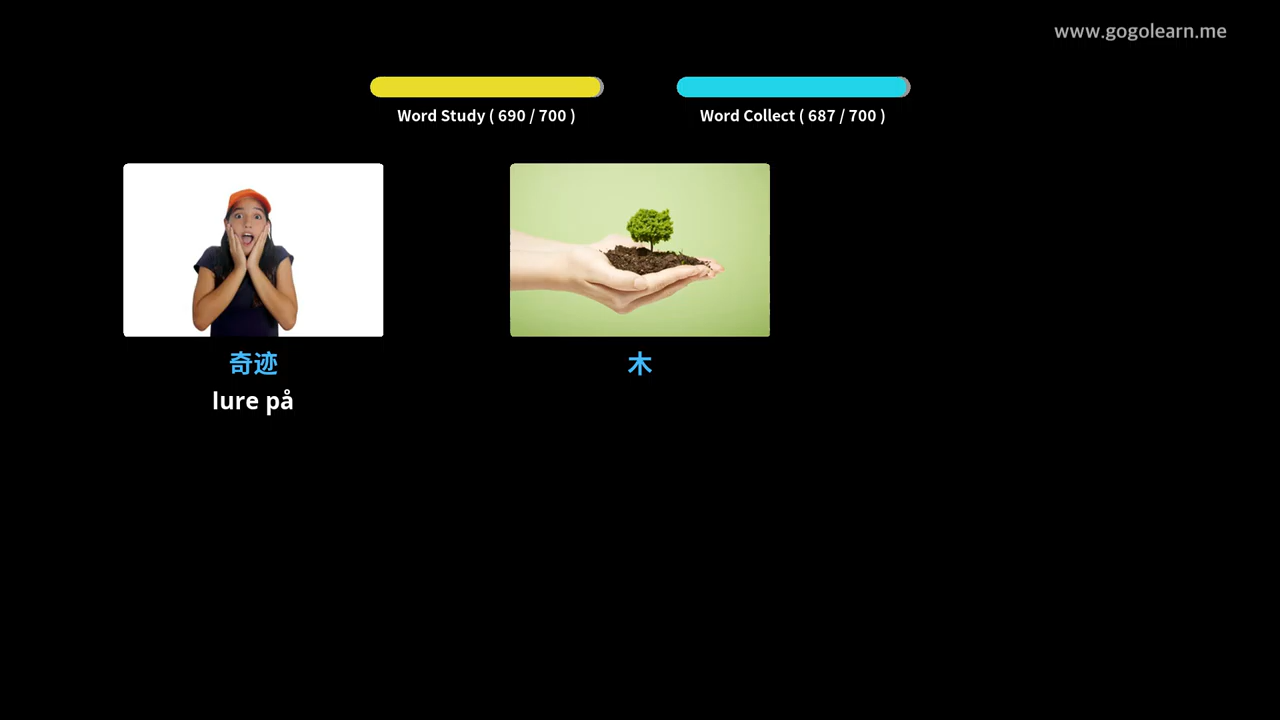 www.gogolearn.me
Word Study ( 690 / 700 )
Word Collect ( 687 / 700 )
奇迹
木
lure på